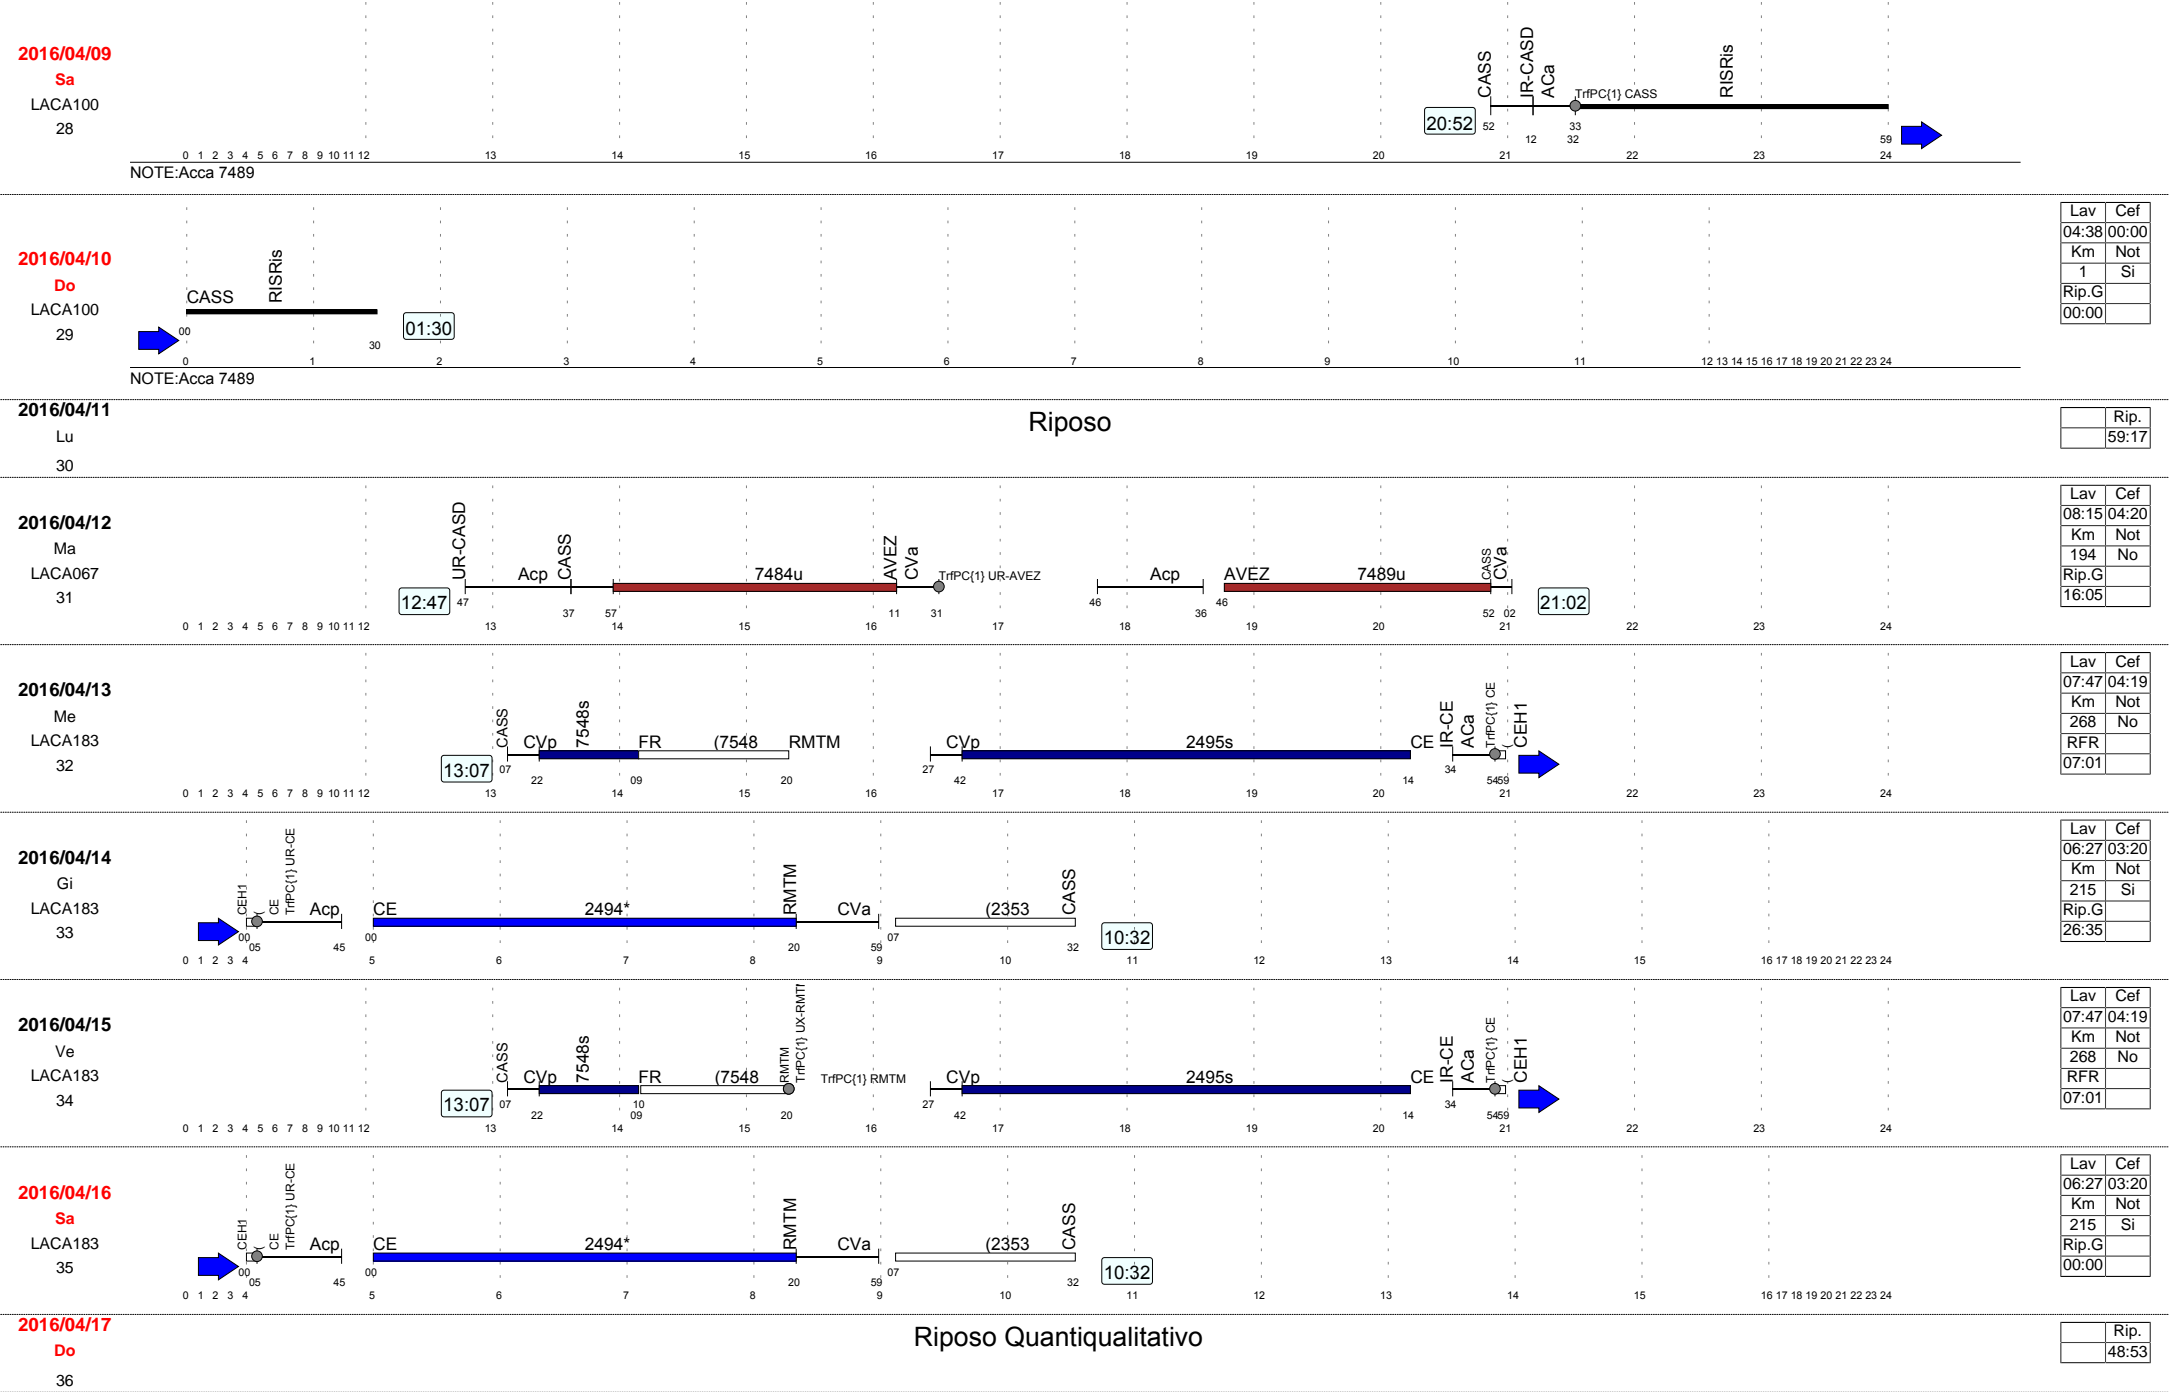 2016/04/09
Sa
LACA100
28
CASS
IR-CASD
ACa
TrfPC{1} CASS
RISRis
20:52
52
12
33
32
59
0 1 2 3 4 5 6 7 8 9 10 11 12 13 14 15 16 17 18 19 20 21 22 23 24
NOTE:Acca 7489
2016/04/10
Do
LACA100
29
CASS
RISRis
00
30
01:30
0 1 2 3 4 5 6 7 8 9 10 11 12 13 14 15 16 17 18 19 20 21 22 23 24
NOTE:Acca 7489
Lav Cef
04:38 00:00
Km Not
1 Si
Rip.G
00:00
2016/04/11
Lu
30
Riposo
Rip.
59:17
2016/04/12
Ma
LACA067
31
12:47
UR-CASD
Acp
CASS
7484u
AVEZ
CVa
TrfPC{1} UR-AVEZ
Acp
AVEZ
7489u
CASS
CVa
47 37 57 11 31 46 36 46 52 02
21:02
0 1 2 3 4 5 6 7 8 9 10 11 12 13 14 15 16 17 18 19 20 21 22 23 24
Lav Cef
08:15 04:20
Km Not
194 No
Rip.G
16:05
2016/04/13
Me
LACA183
32
13:07
CASS
CVp
7548s
FR
(7548
RMTM
CVp
2495s
CE
IR-CE
ACa
TrfPC{1} CE
(
CEH1
07 22 09 20 27 42 14 34 54 59
0 1 2 3 4 5 6 7 8 9 10 11 12 13 14 15 16 17 18 19 20 21 22 23 24
Lav Cef
07:47 04:19
Km Not
268 No
RFR
07:01
2016/04/14
Gi
LACA183
33
CEH1
(
CE
TrfPC{1} UR-CE
Acp
CE
2494*
RMTM
CVa
(2353
CASS
00 05 45 00 20 59 07 32
10:32
0 1 2 3 4 5 6 7 8 9 10 11 12 13 14 15 16 17 18 19 20 21 22 23 24
Lav Cef
06:27 03:20
Km Not
215 Si
Rip.G
26:35
2016/04/15
Ve
LACA183
34
13:07
CASS
CVp
7548s
FR
(7548
RMTM
TrfPC{1} UX-RMT
TrfPC{1} RMTM
CVp
2495s
CE
IR-CE
ACa
TrfPC{1} CE
(
CEH1
07 22 10 09 20 27 42 14 34 54 59
0 1 2 3 4 5 6 7 8 9 10 11 12 13 14 15 16 17 18 19 20 21 22 23 24
Lav Cef
07:47 04:19
Km Not
268 No
RFR
07:01
2016/04/16
Sa
LACA183
35
CEH1
(
CE
TrfPC{1} UR-CE
Acp
CE
2494*
RMTM
CVa
(2353
CASS
00 05 45 00 20 59 07 32
10:32
0 1 2 3 4 5 6 7 8 9 10 11 12 13 14 15 16 17 18 19 20 21 22 23 24
Lav Cef
06:27 03:20
Km Not
215 Si
Rip.G
00:00
2016/04/17
Do
36
Riposo Quantiqualitativo
Rip.
48:53